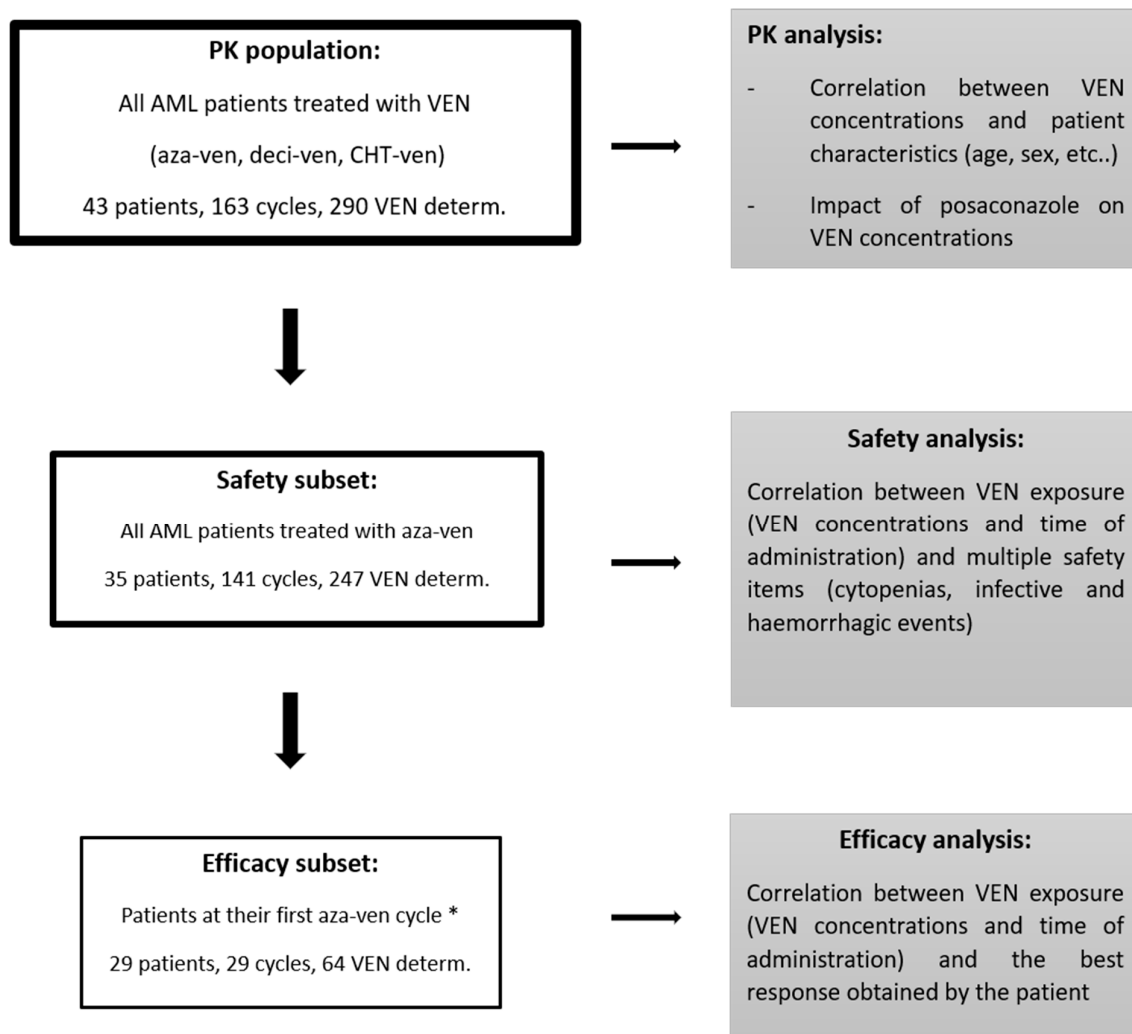 PK population:
All AML patients treated with VEN
(aza-ven, deci-ven, CHT-ven)
43 patients, 163 cycles, 290 VEN determ.
PK analysis:
- Correlation between VEN
concentrations and patient
characteristics (age, sex, etc..)
- Impact of posaconazole on
VEN concentrations
Safety subset:
All AML patients treated with aza-ven
35 patients, 141 cycles, 247 VEN determ.
Safety analysis:
Correlation between VEN exposure
(VEN concentrations and time of
administration) and multiple safety
items (cytopenias, infective and
haemorrhagic events)
Efficacy subset:
Patients at their first aza-ven cycle *
29 patients, 29 cycles, 64 VEN determ.
Efficacy analysis:
Correlation between VEN exposure
(VEN concentrations and time of
administration) and the best
response obtained by the patient